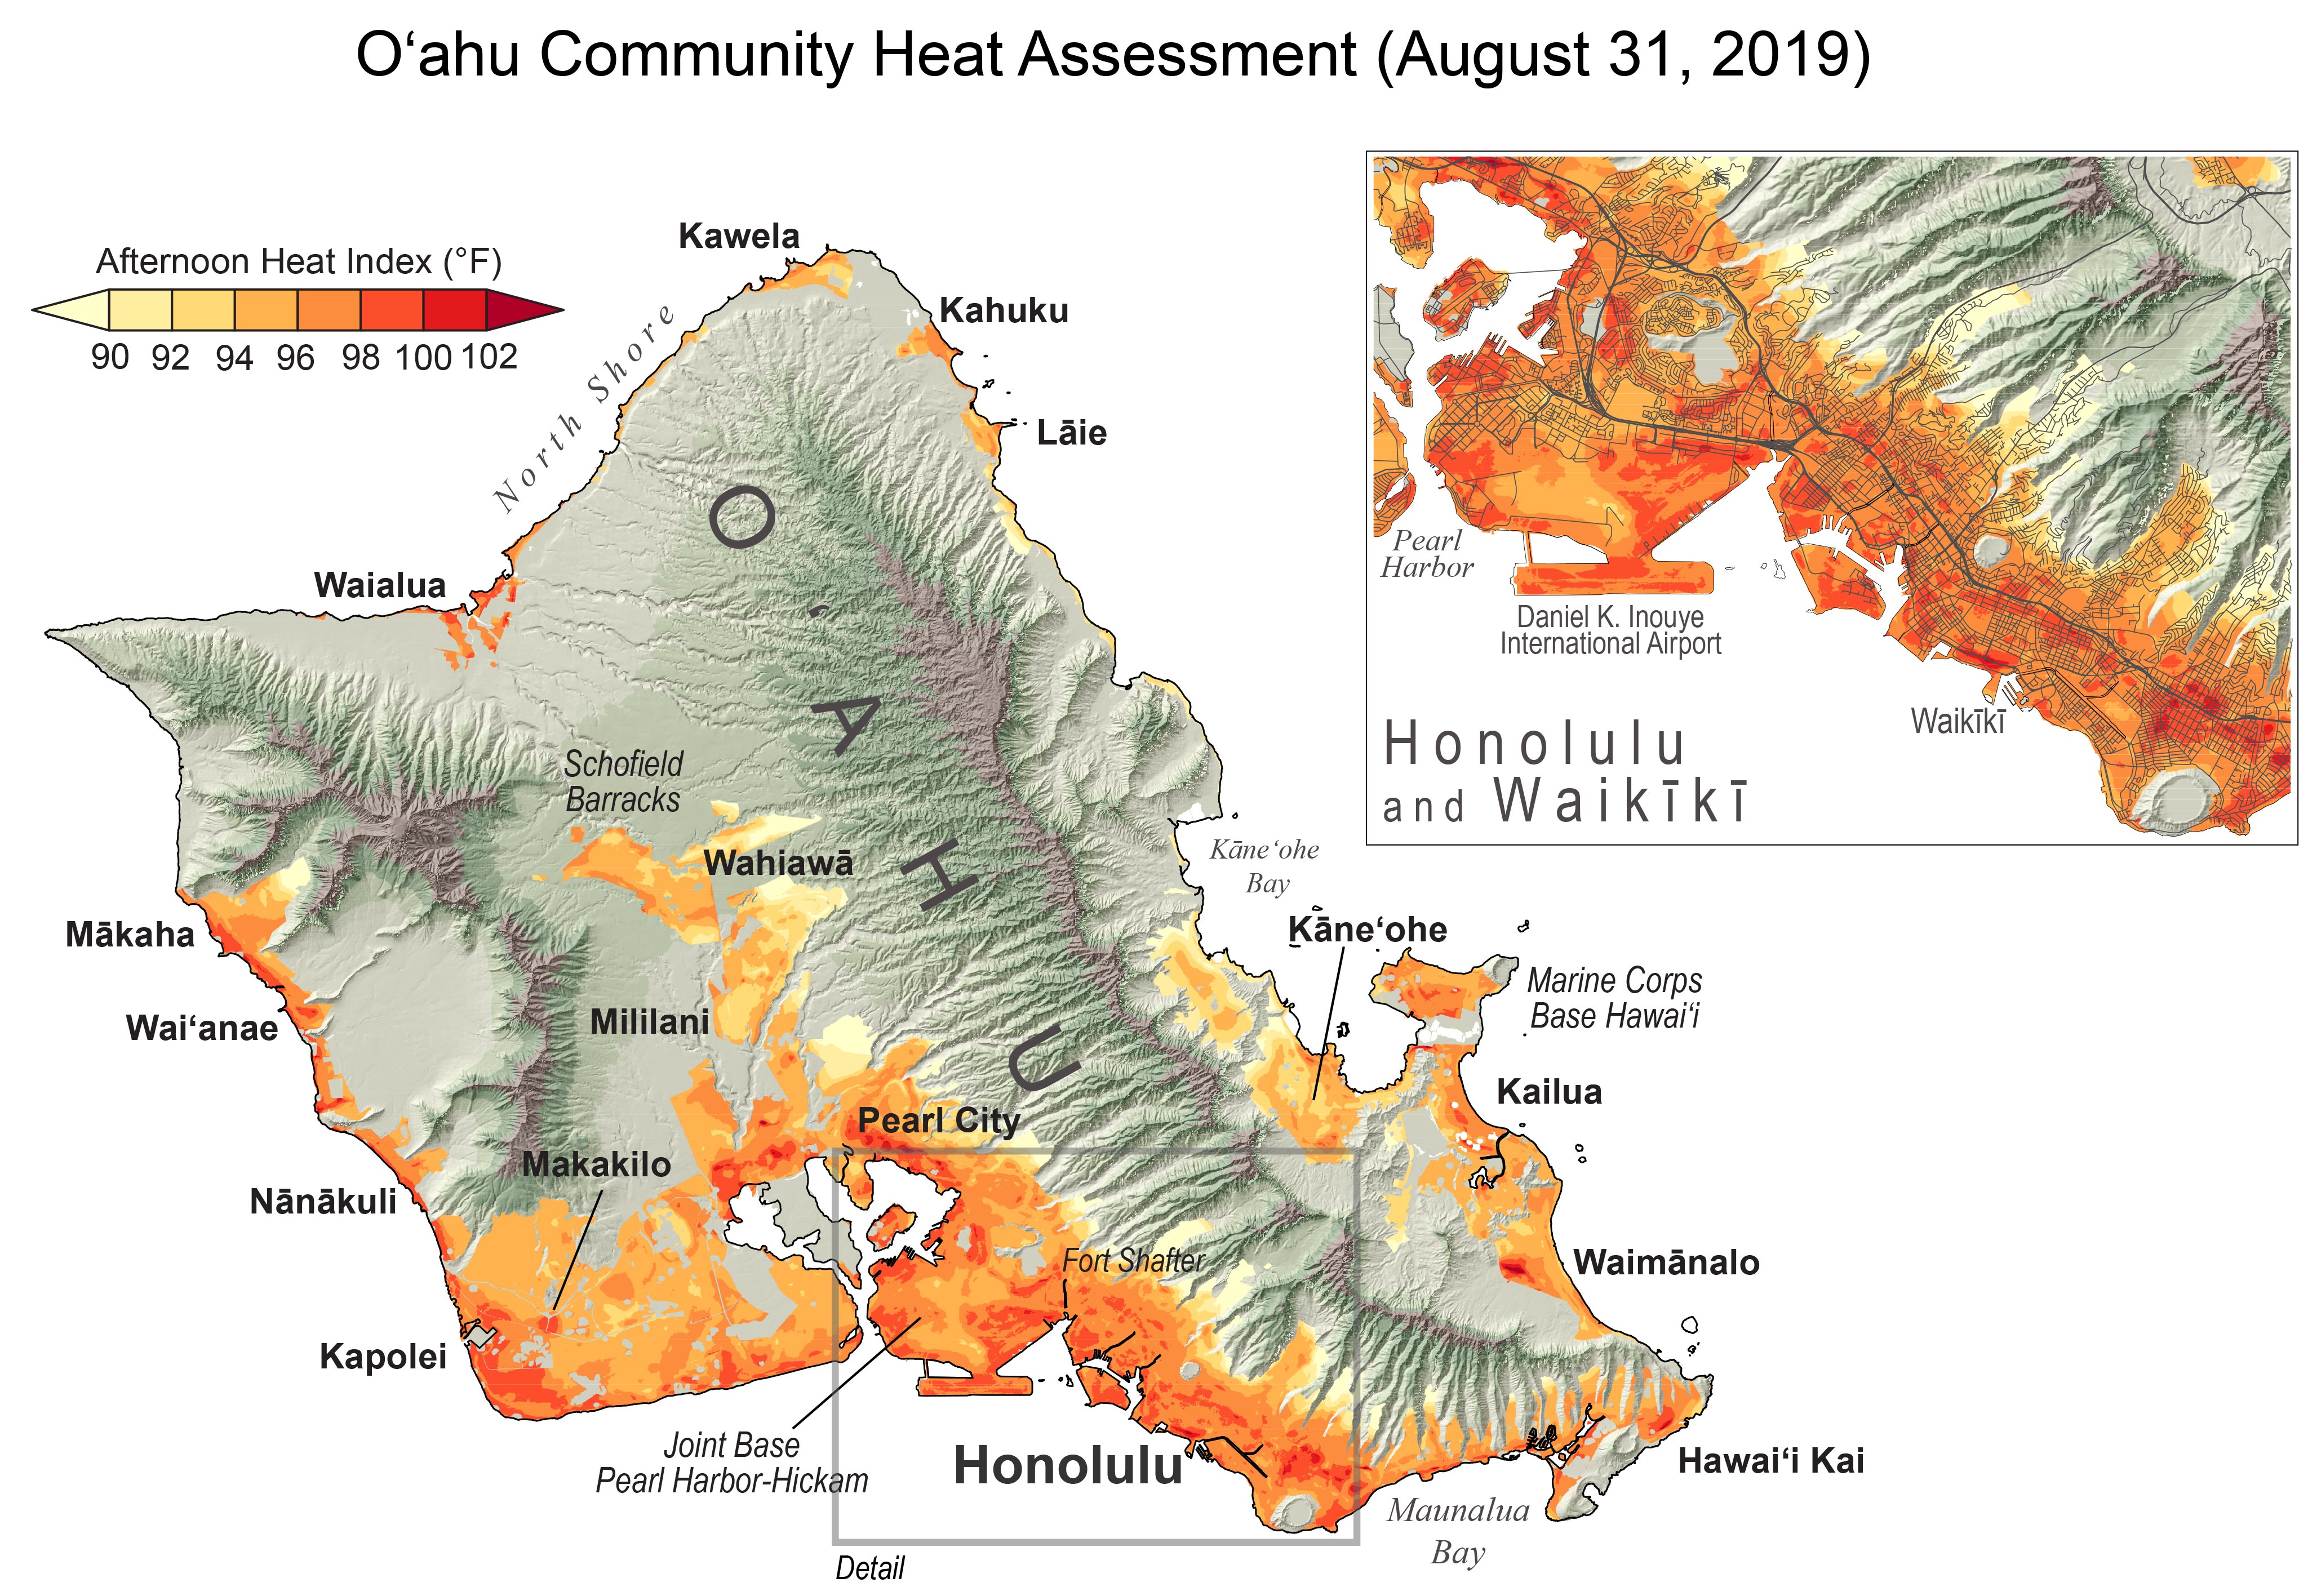 Oʻahu Community Heat Assessment (August 31, 2019)
Afternoon Heat Index (°F)
90 92 94 96 98 100 102
Kawela
Kahuku
Lāie
North Shore
Waialua
OʻAHU
Schofield
Barracks
Wahiawā
Mākaha
Waiʻanae
Mililani
Pearl City
Makakilo
Nānākuli
Kapolei
Joint Base
Pearl Harbor-Hickam
Fort Shafter
Honolulu
Detail
Kāneʻohe
Bay
Kāneʻohe
Marine Corps
Base Hawaiʻi
Kailua
Waimānalo
Hawaiʻi Kai
Maunalua
Bay
Pearl
Harbor
Daniel K. Inouye
International Airport
Waikīkī
Honolulu
and Waikīkī